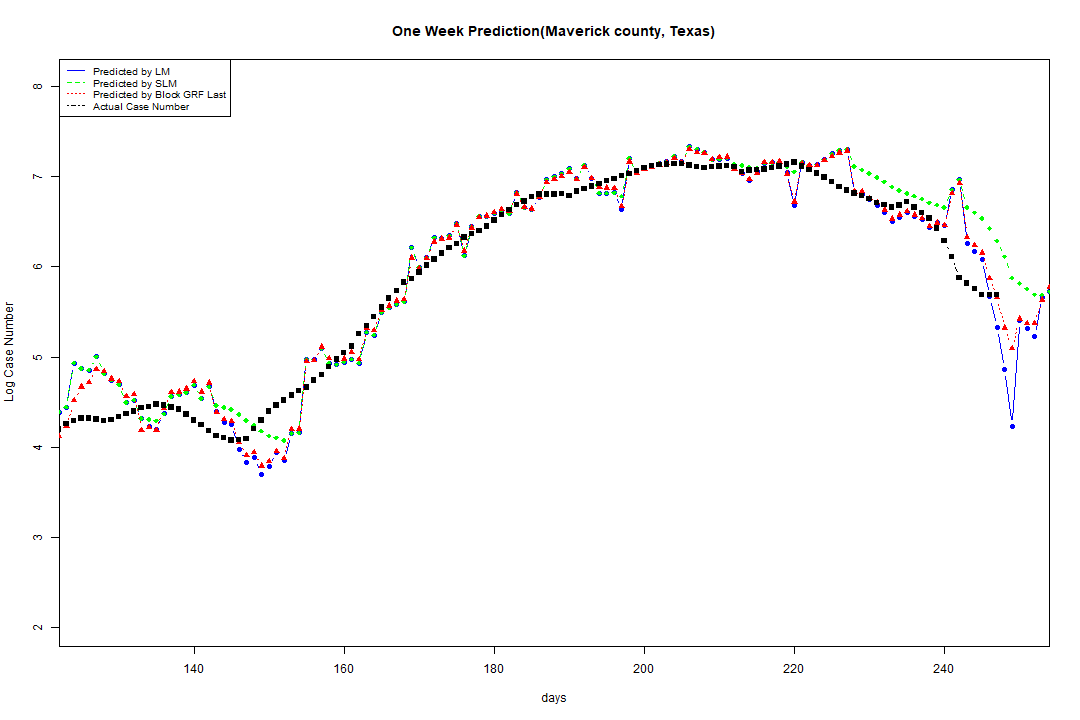 One Week Prediction(Maverick county, Texas)
Predicted by LM
Predicted by SLM
Predicted by Block GRF Last
Actual Case Number
8
7
6
5
4
3
2
Log Case Number
140 160 180 200 220 240
days